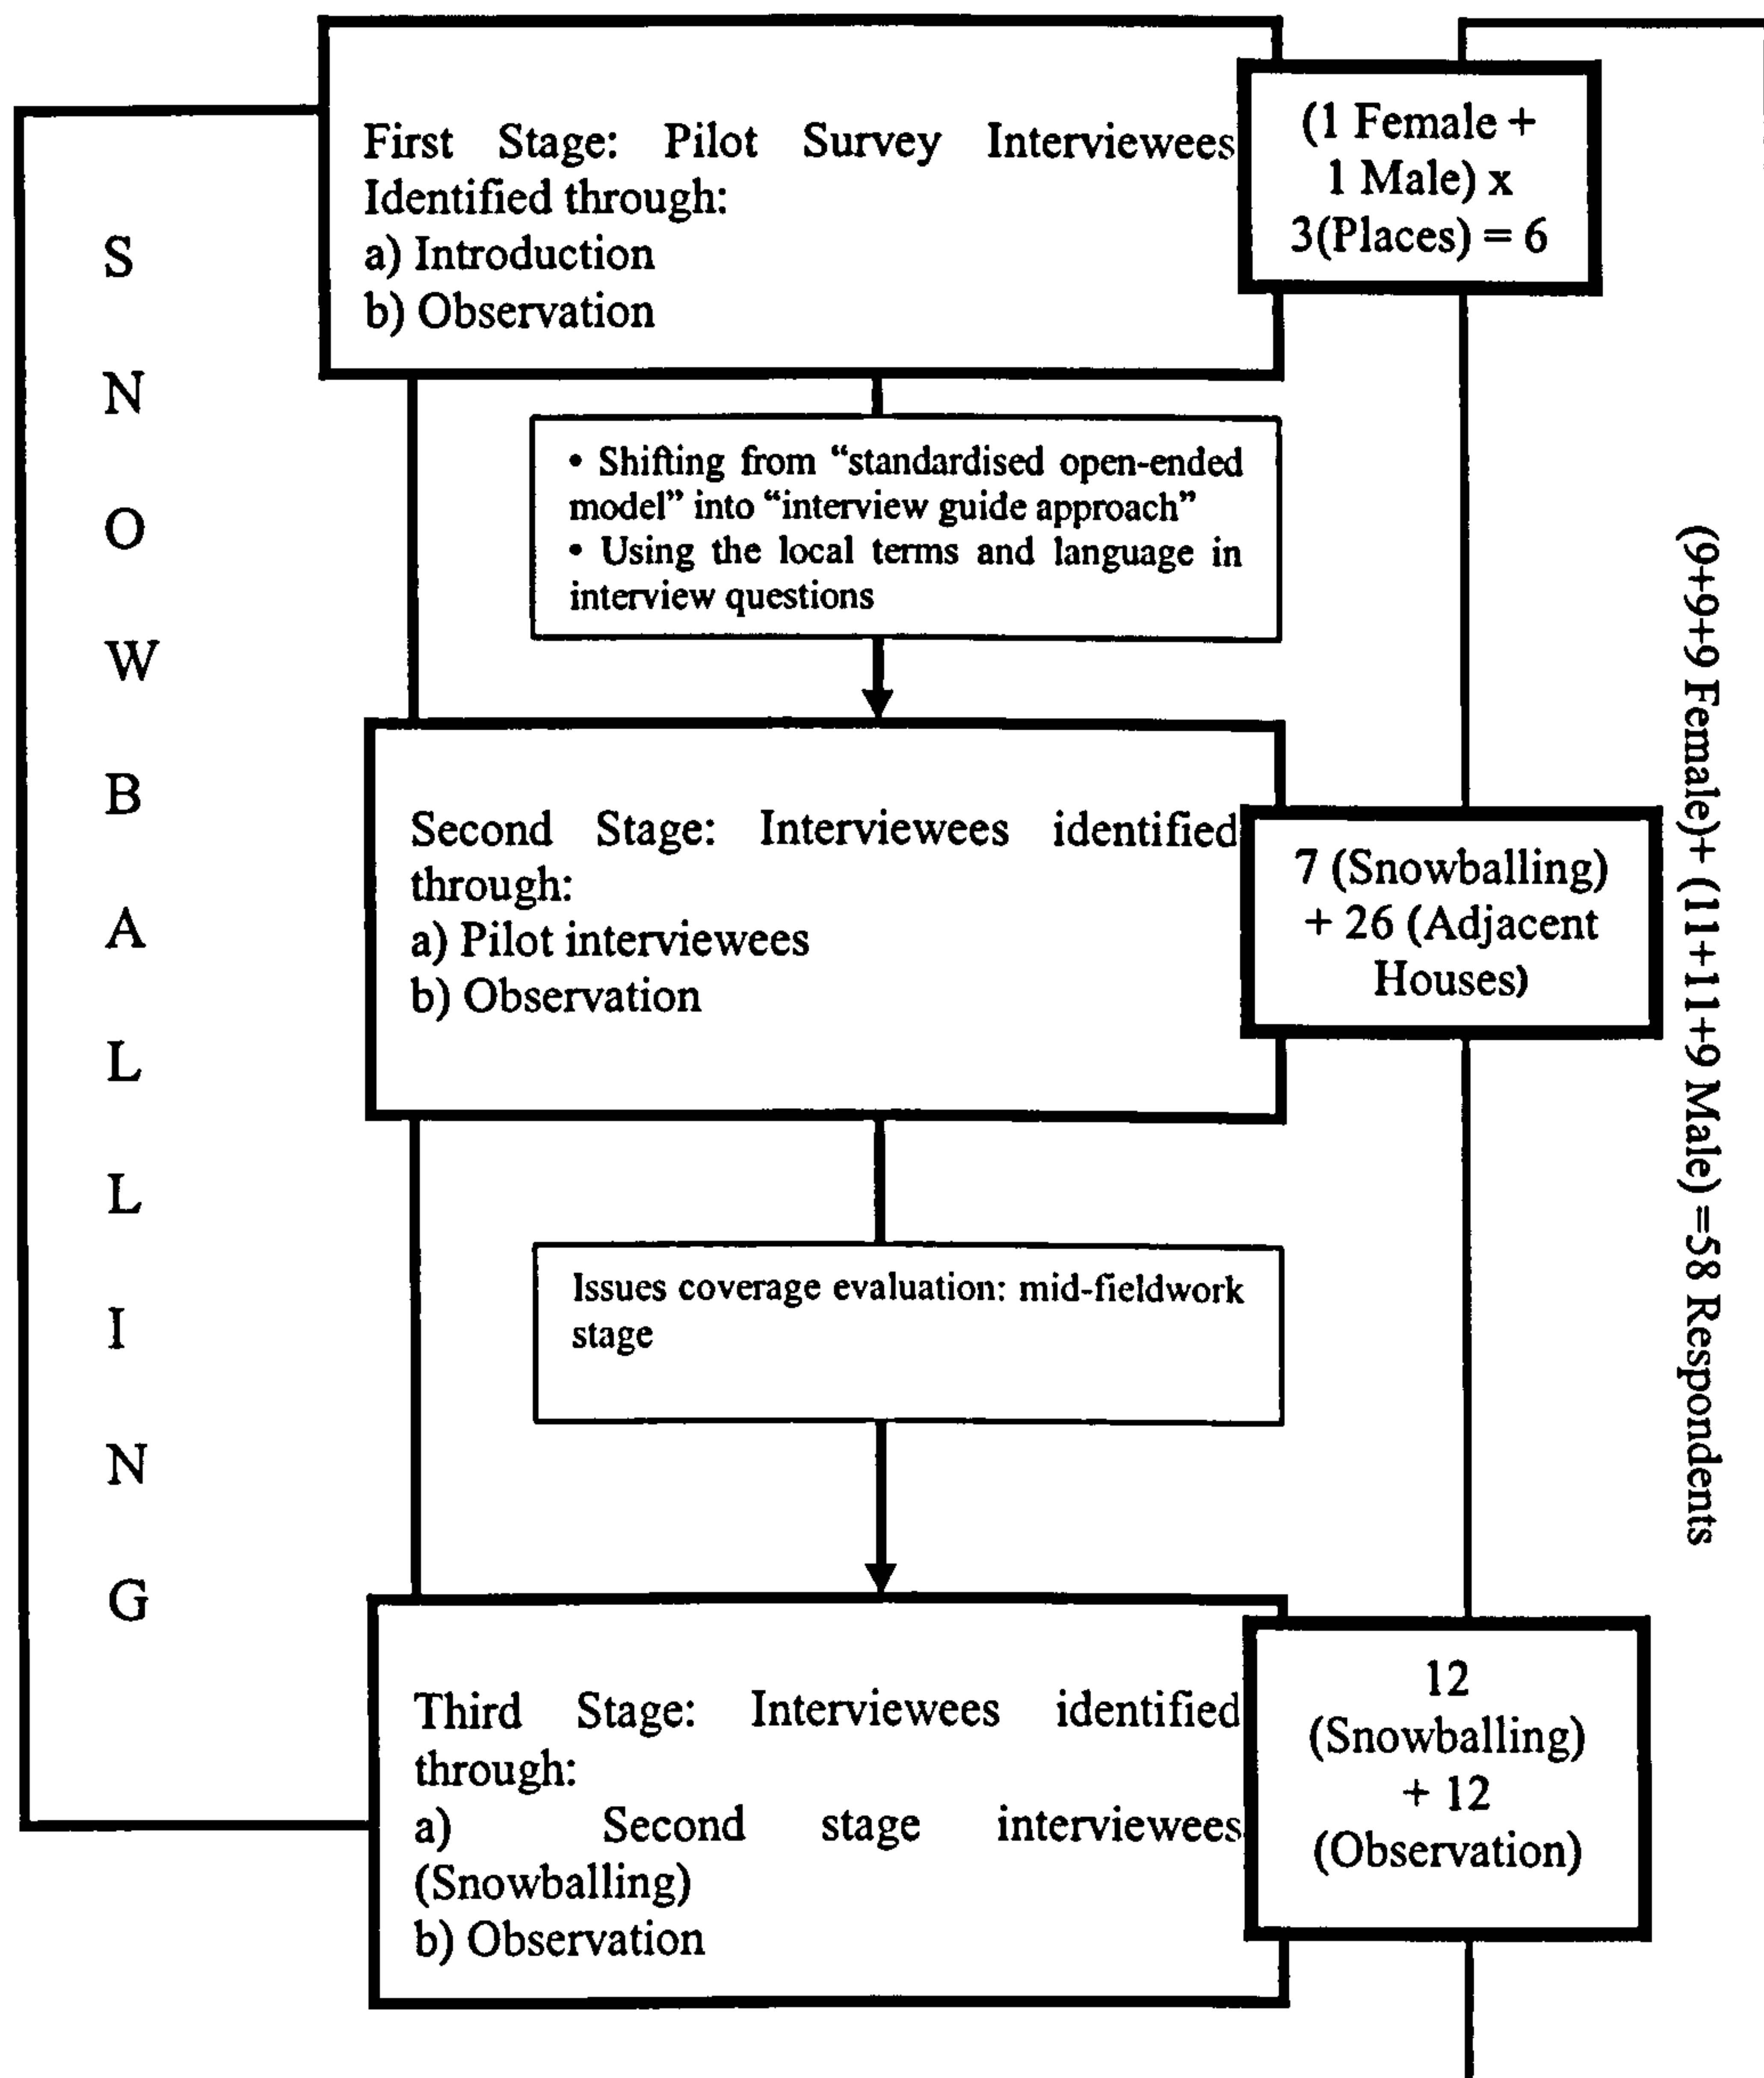 First Stage: Pilot Survey Interviewees
Identified through:
a) Introduction
b) Observation
(1 Female +
1 Male) x
3(Places) = 6
• Shifting from “standardised open-ended
model” into “interview guide approach”
• Using the local terms and language in
interview questions
Second Stage: Interviewees identified
through:
a) Pilot interviewees
b) Observation
7 (Snowballing)
+ 26 (Adjacent
Houses)
Issues coverage evaluation: mid-fieldwork
stage
Third Stage: Interviewees identified
through:
a) Second stage interviewees
(Snowballing)
b) Observation
12
(Snowballing)
+ 12
(Observation)
S
N
O
W
B
A
L
L
I
N
G
(9+9+9 Female)+ (11+11+9 Male) =58 Respondents